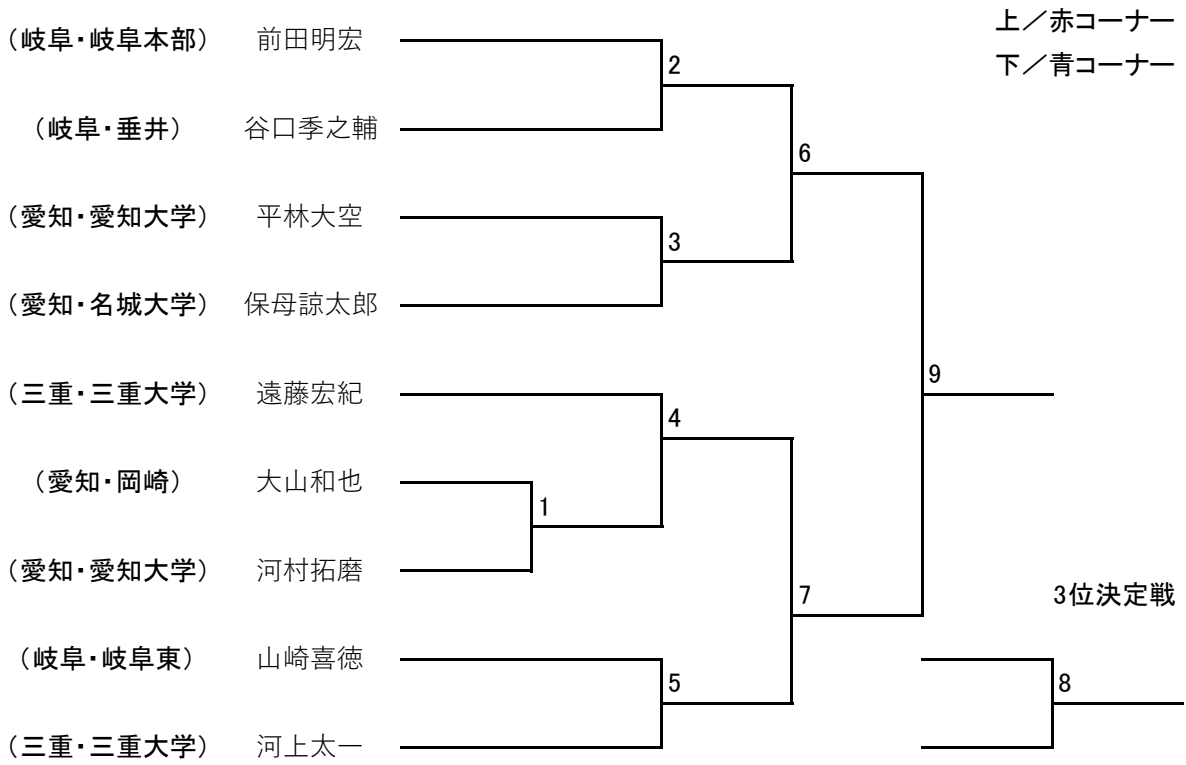 上／赤コーナー
（岐阜・岐阜本部） 前田明宏
下／青コーナー
2
（岐阜・垂井） 谷口季之輔
6
（愛知・愛知大学） 平林大空
3
（愛知・名城大学） 保母諒太郎
9
（三重・三重大学） 遠藤宏紀
4
（愛知・岡崎） 大山和也
1
（愛知・愛知大学） 河村拓磨
7
3位決定戦
（岐阜・岐阜東） 山崎喜徳
5
8
（三重・三重大学） 河上太一